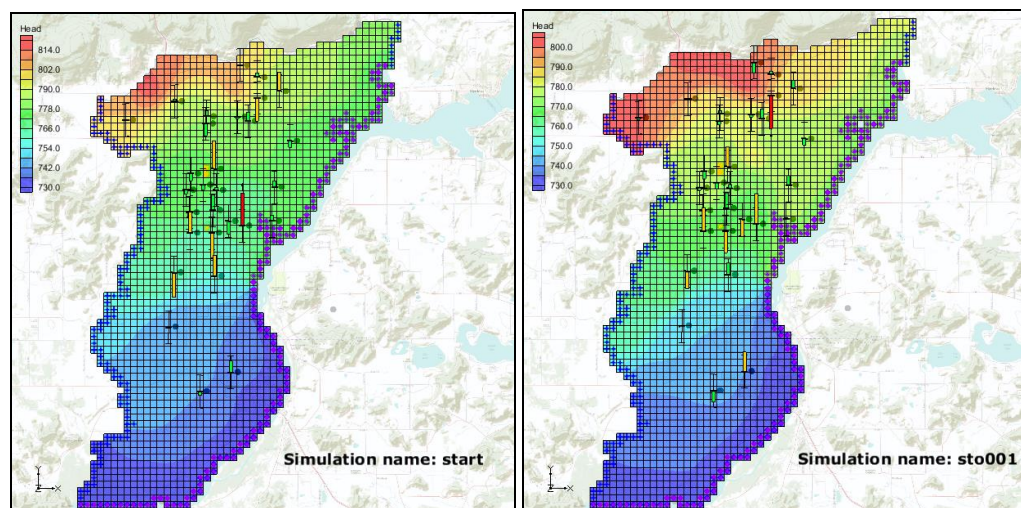 Head
814.0
802.0
790.0
778.0
766.0
754.0
742.0
730.0
Simulation name: start
Y
Z
X
Head
800.0
790.0
780.0
770.0
760.0
750.0
740.0
730.0
Simulation name: sto001
Y
Z
X